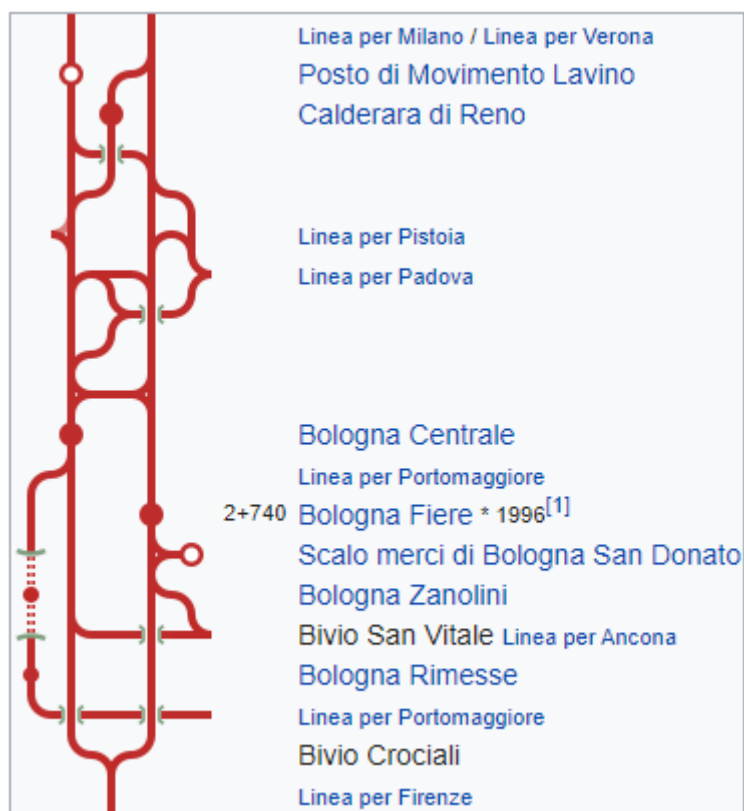 Linea per Milano / Linea per Verona
Posto di Movimento Lavino
Calderara di Reno
Linea per Pistoia
Linea per Padova
Bologna Centrale
Linea per Portomaggiore
2+740 Bologna Fiere * 1996[1]
Scalo merci di Bologna San Donato
Bologna Zanolini
Bivio San Vitale Linea per Ancona
Bologna Rimesse
Linea per Portomaggiore
Bivio Crociali
Linea per Firenze